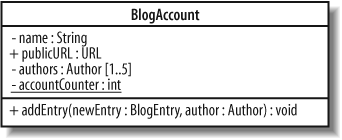 BlogAccount
- name : String
+ publicURL : URL
- authors : Author [1..5]
- accountCounter : int
+ addEntry(newEntry : BlogEntry, author : Author) : void